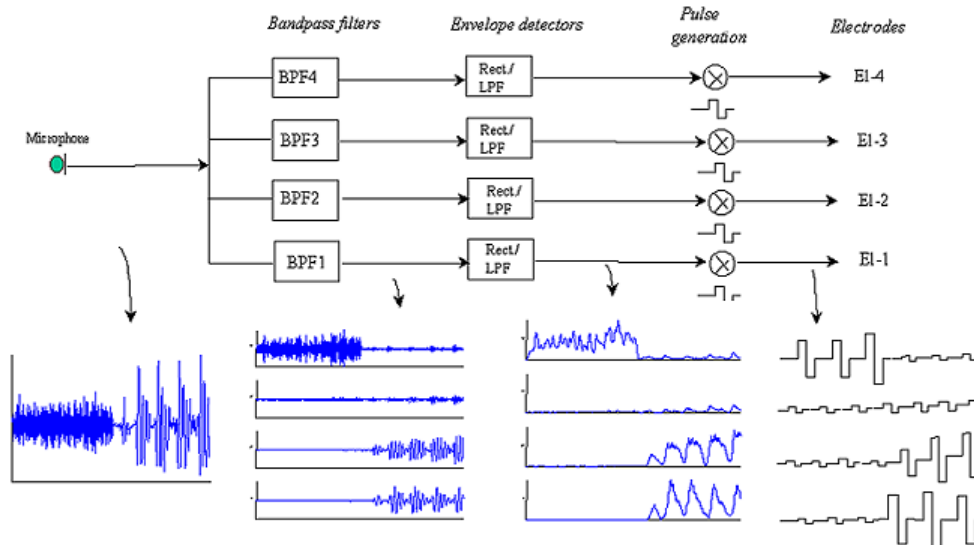 Bandpass filters
Envelope detectors
Pulse
generation
Electrodes
Microphone
BPF4
Rect./
LPF
El-4
BPF3
Rect./
LPF
El-3
BPF2
Rect./
LPF
El-2
BPF1
Rect./
LPF
El-1